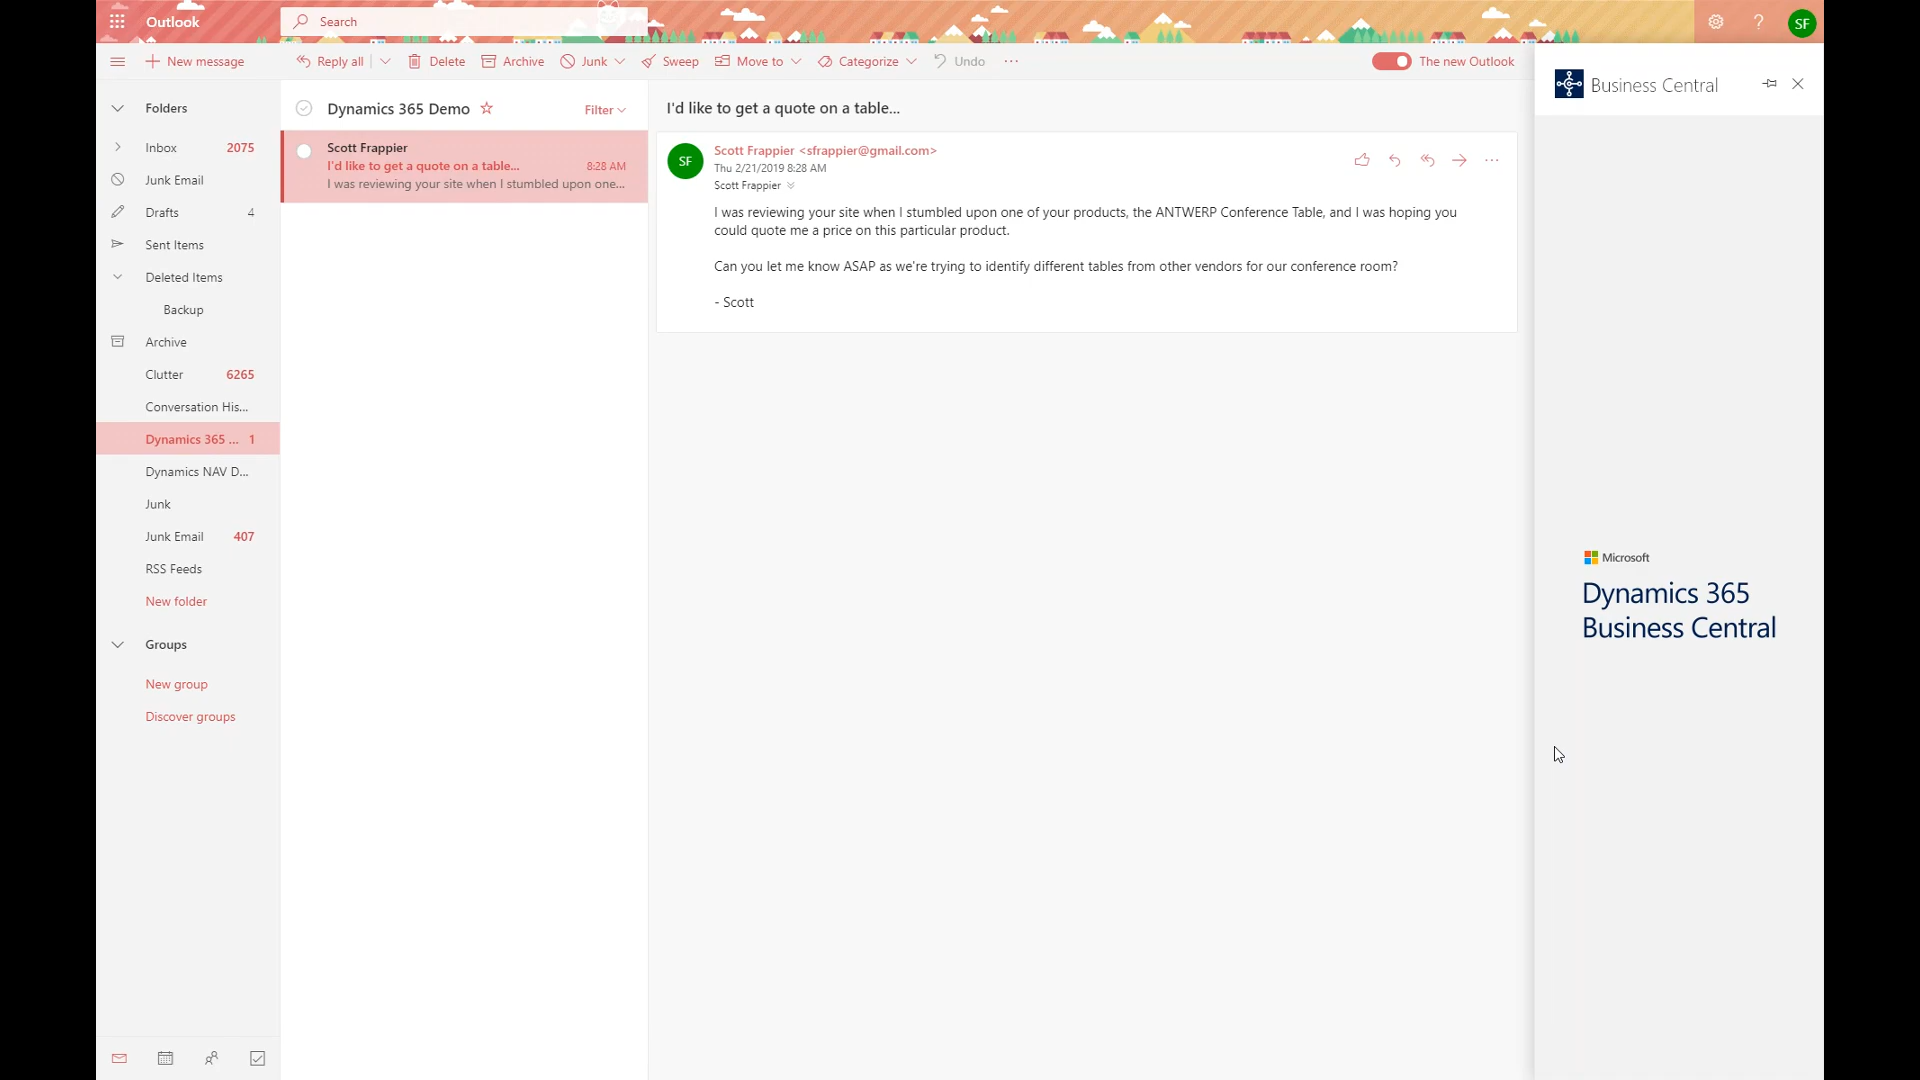 Outlook
Search
SF
New message
Reply all
Delete
Archive
Junk
Sweep
Move to
Categorize
Undo
The new Outlook
Folders
Inbox 2075
Junk Email
Drafts 4
Sent Items
Deleted Items
Backup
Archive
Clutter 6265
Conversation His...
Dynamics 365 ... 1
Dynamics NAV D...
Junk
Junk Email 407
RSS Feeds
New folder
Groups
New group
Discover groups
Dynamics 365 Demo
Filter
Scott Frappier
I'd like to get a quote on a table... 8:28 AM
I was reviewing your site when I stumbled upon one...
I'd like to get a quote on a table...
SF
Scott Frappier <sfrappier@gmail.com>
Thu 2/21/2019 8:28 AM
Scott Frappier
I was reviewing your site when I stumbled upon one of your products, the ANTWERP Conference Table, and I was hoping you
could quote me a price on this particular product.
Can you let me know ASAP as we're trying to identify different tables from other vendors for our conference room?
- Scott
Business Central
Microsoft
Dynamics 365
Business Central